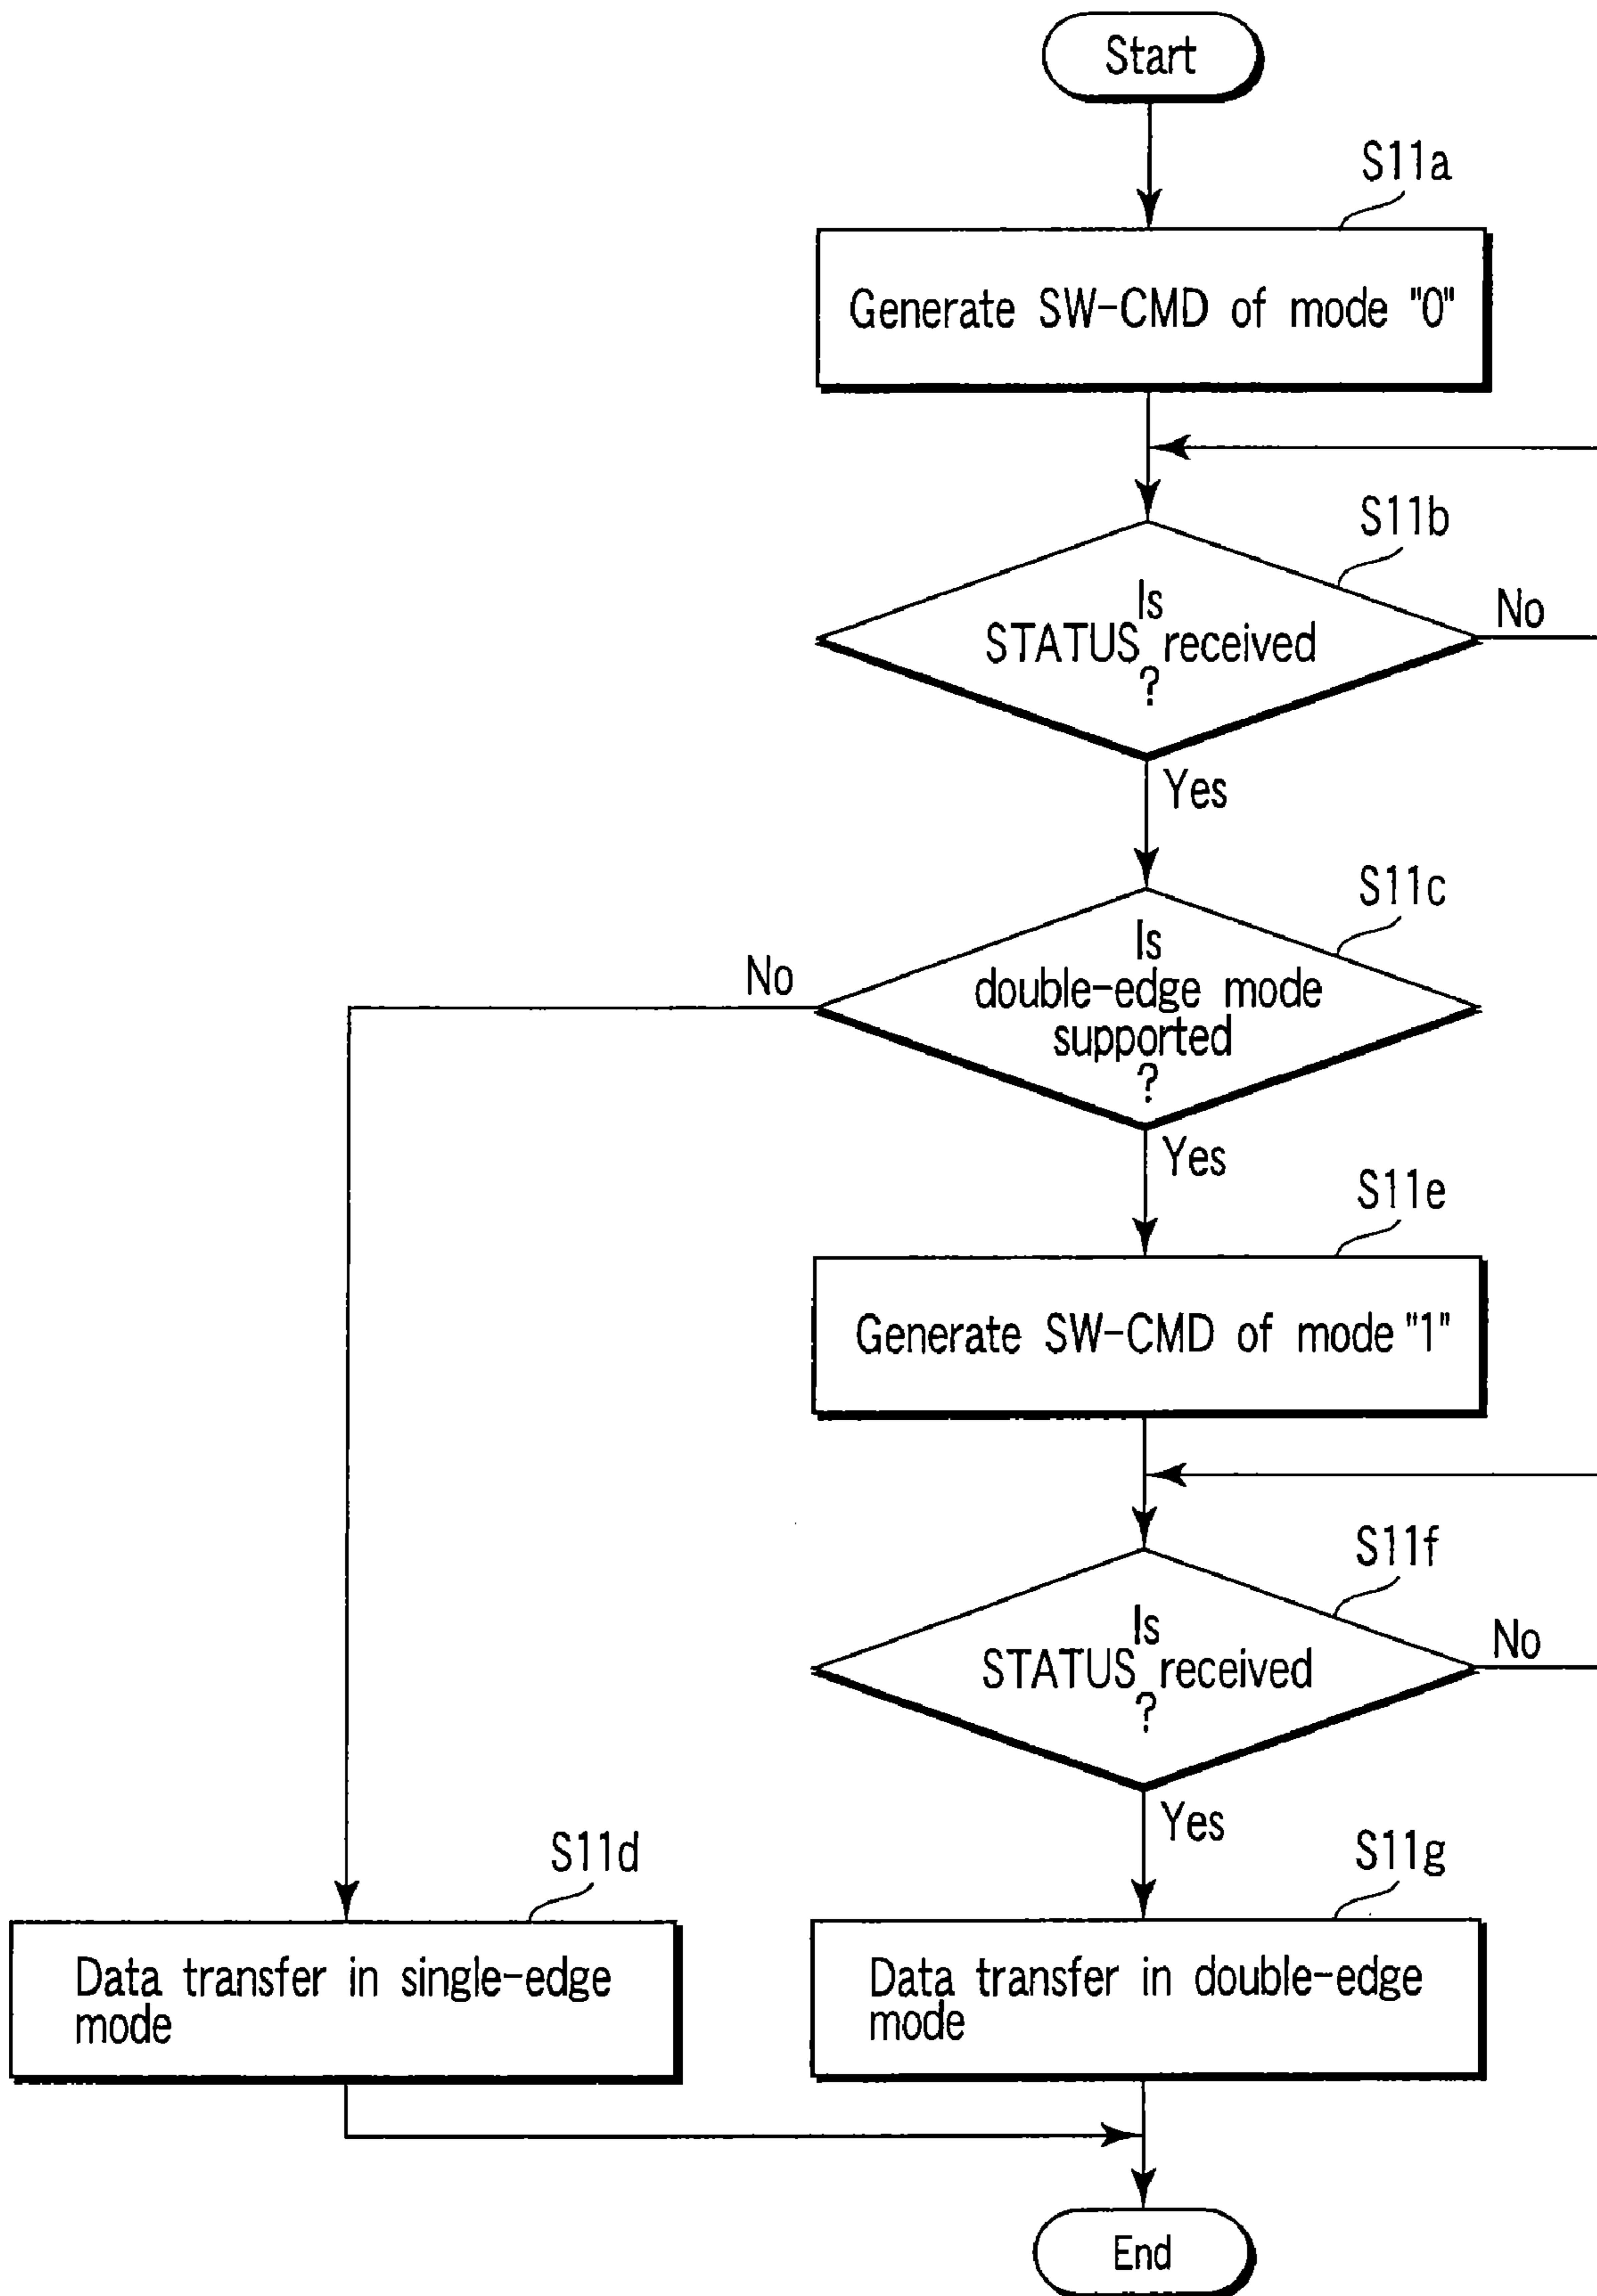 Start
S11a
Generate SW-CMD of mode "0"
S11b
Is
STATUS received
?
No
Yes
S11c
Is
double-edge mode
supported
?
No
Yes
S11e
Generate SW-CMD of mode "1"
S11f
Is
STATUS received
?
No
Yes
S11d
Data transfer in single-edge
mode
S11g
Data transfer in double-edge
mode
End